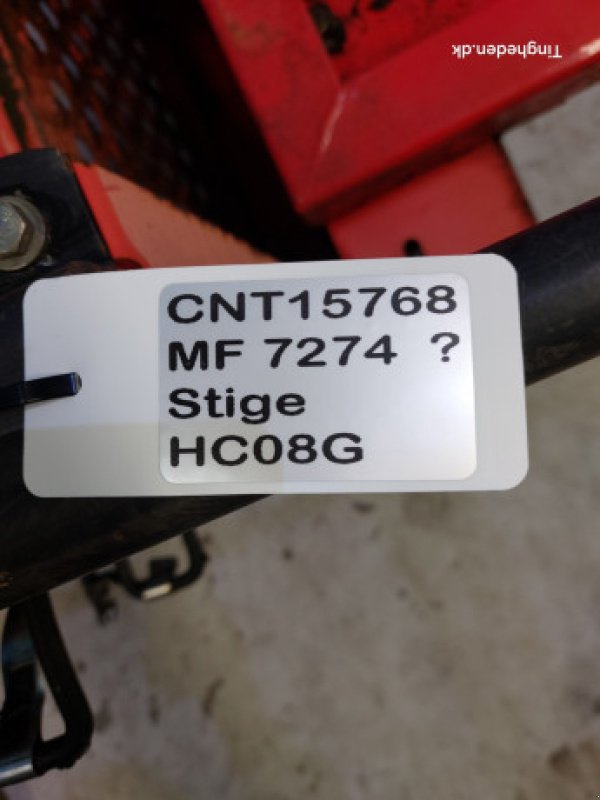 Tingheden.dk
CNT15768
MF 7274 ?
Stige
HC08G